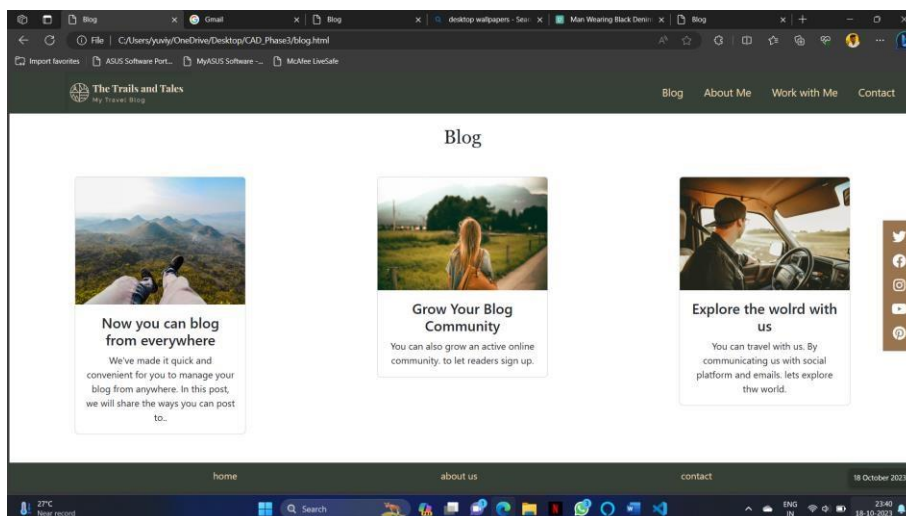 Blog
Gmail
Blog
desktop wallpapers - Sear
Man Wearing Black Denim
Blog
File | C:/Users/yuviy/OneDrive/Desktop/CAD_Phase3/blog.html
Import favorites
ASUS Software Port...
MyASUS Software -...
McAfee LiveSafe
The Trails and Tales
My Travel Blog
Blog
About Me
Work with Me
Contact
Blog
Now you can blog
from everywhere
We've made it quick and
convenient for you to manage your
blog from anywhere. In this post,
we will share the ways you can post
to..
Grow Your Blog
Community
You can also grow an active online
community. to let readers sign up.
Explore the wolrd with
us
You can travel with us. By
communicating us with social
platform and emails. lets explore
thw world.
home
about us
contact
18 October 2023
27°C
Near record
Search
ENG
IN
23:40
18-10-2023